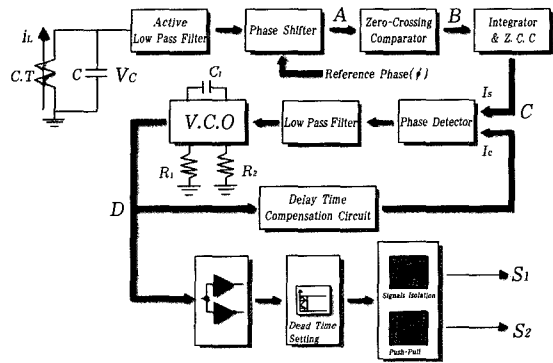 iL
C.T
C
VC
Active
Low Pass Filter
Phase Shifter
A
Zero-Crossing
Comparator
B
Integrator
& Z.C.C
Reference Phase(ϕ)
C1
V.C.O
R1
R2
Low Pass Filter
Phase Detector
Is
Ic
C
D
Delay Time
Compensation Circuit
Dead Time
Setting
Signals Isolation
Push-Pull
S1
S2